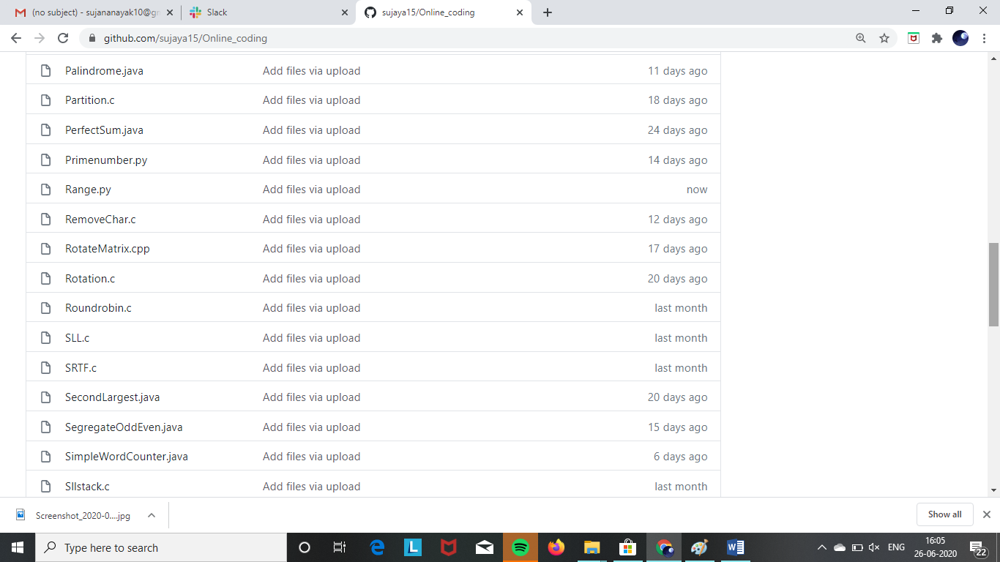 (no subject) - sujananayak10@gr
Slack
sujaya15/Online_coding
github.com/sujaya15/Online_coding
Palindrome.java Add files via upload 11 days ago
Partition.c Add files via upload 18 days ago
PerfectSum.java Add files via upload 24 days ago
Primenumber.py Add files via upload 14 days ago
Range.py Add files via upload now
RemoveChar.c Add files via upload 12 days ago
RotateMatrix.cpp Add files via upload 17 days ago
Rotation.c Add files via upload 20 days ago
Roundrobin.c Add files via upload last month
SLL.c Add files via upload last month
SRTF.c Add files via upload last month
SecondLargest.java Add files via upload 20 days ago
SegregateOddEven.java Add files via upload 15 days ago
SimpleWordCounter.java Add files via upload 6 days ago
Sllstack.c Add files via upload last month
Screenshot_2020-0....jpg
Show all
Type here to search
ENG
16:05
26-06-2020
22